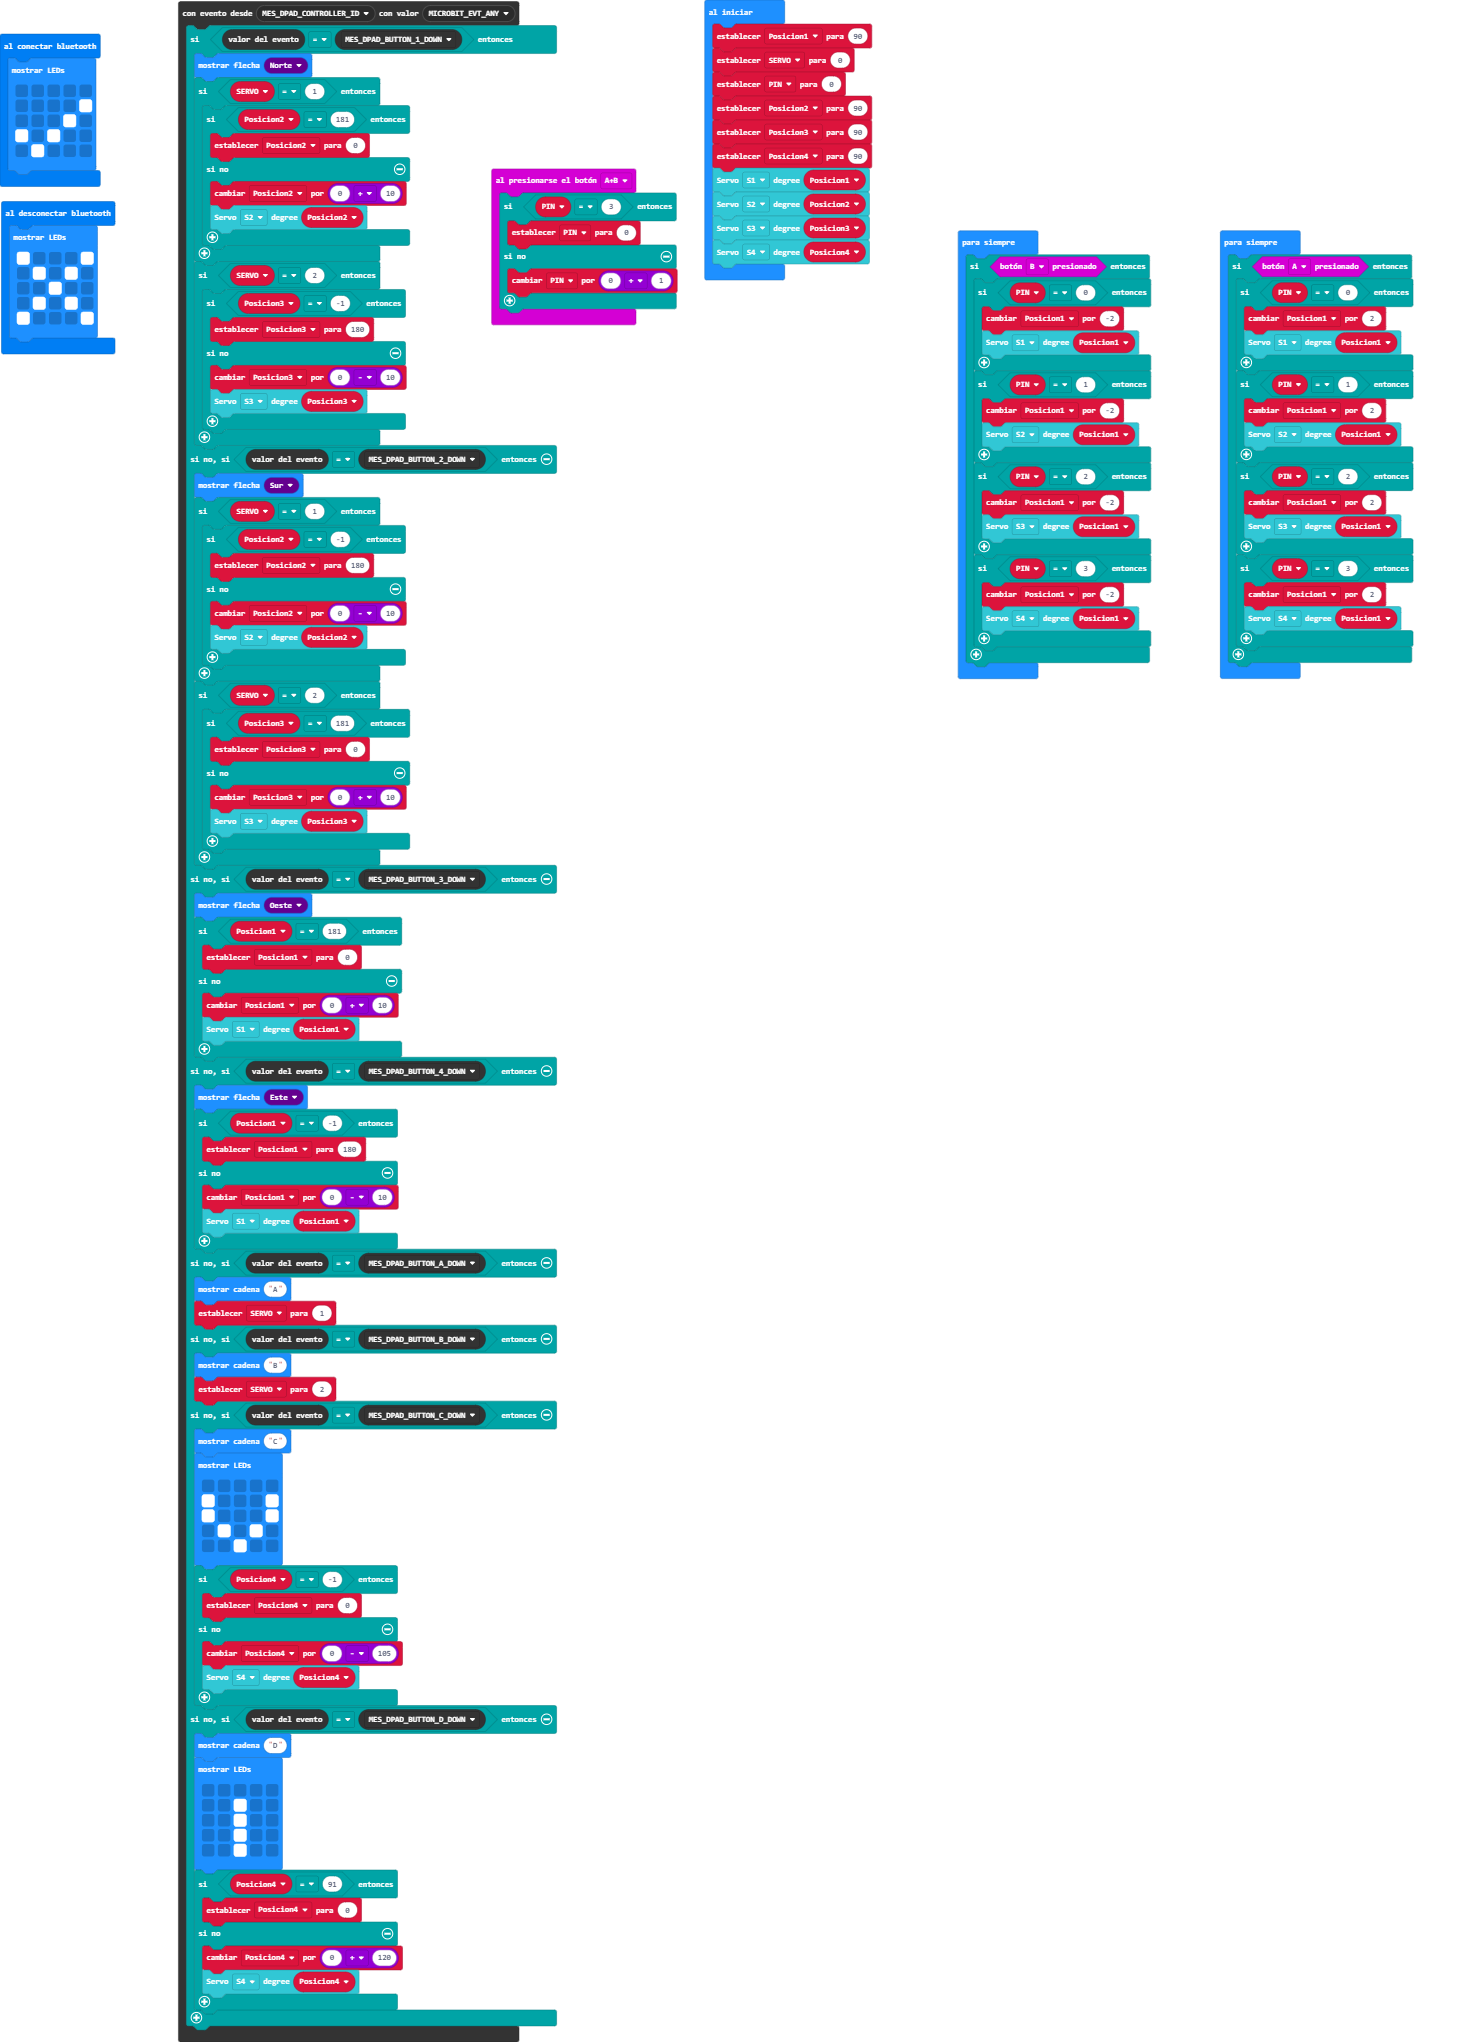 al conectar bluetooth
mostrar LEDs
al desconectar bluetooth
mostrar LEDs
con evento desde MES_DPAD_CONTROLLER_ID con valor MICROBIT_EVT_ANY
si valor del evento = MES_DPAD_BUTTON_1_DOWN entonces
mostrar flecha Norte
si SERVO = 1 entonces
si Posicion2 = 181 entonces
establecer Posicion2 para 0
si no
cambiar Posicion2 por 0 + 10
Servo S2 degree Posicion2
si SERVO = 2 entonces
si Posicion3 = -1 entonces
establecer Posicion3 para 180
si no
cambiar Posicion3 por 0 - 10
Servo S3 degree Posicion3
si no, si valor del evento = MES_DPAD_BUTTON_2_DOWN entonces
mostrar flecha Sur
si SERVO = 1 entonces
si Posicion2 = -1 entonces
establecer Posicion2 para 180
si no
cambiar Posicion2 por 0 - 10
Servo S2 degree Posicion2
si SERVO = 2 entonces
si Posicion3 = 181 entonces
establecer Posicion3 para 0
si no
cambiar Posicion3 por 0 + 10
Servo S3 degree Posicion3
si no, si valor del evento = MES_DPAD_BUTTON_3_DOWN entonces
mostrar flecha Oeste
si Posicion1 = 181 entonces
establecer Posicion1 para 0
si no
cambiar Posicion1 por 0 + 10
Servo S1 degree Posicion1
si no, si valor del evento = MES_DPAD_BUTTON_4_DOWN entonces
mostrar flecha Este
si Posicion1 = -1 entonces
establecer Posicion1 para 180
si no
cambiar Posicion1 por 0 - 10
Servo S1 degree Posicion1
si no, si valor del evento = MES_DPAD_BUTTON_A_DOWN entonces
mostrar cadena "A"
establecer SERVO para 1
si no, si valor del evento = MES_DPAD_BUTTON_B_DOWN entonces
mostrar cadena "B"
establecer SERVO para 2
si no, si valor del evento = MES_DPAD_BUTTON_C_DOWN entonces
mostrar cadena "C"
mostrar LEDs
si Posicion4 = -1 entonces
establecer Posicion4 para 0
si no
cambiar Posicion4 por 0 - 105
Servo S4 degree Posicion4
si no, si valor del evento = MES_DPAD_BUTTON_D_DOWN entonces
mostrar cadena "D"
mostrar LEDs
si Posicion4 = 91 entonces
establecer Posicion4 para 0
si no
cambiar Posicion4 por 0 + 120
Servo S4 degree Posicion4
al presionarse el botón A+B
si PIN = 3 entonces
establecer PIN para 0
si no
cambiar PIN por 0 + 1
al iniciar
establecer Posicion1 para 90
establecer SERVO para 0
establecer PIN para 0
establecer Posicion2 para 90
establecer Posicion3 para 90
establecer Posicion4 para 90
Servo S1 degree Posicion1
Servo S2 degree Posicion2
Servo S3 degree Posicion3
Servo S4 degree Posicion4
para siempre
si botón B presionado entonces
si PIN = 0 entonces
cambiar Posicion1 por -2
Servo S1 degree Posicion1
si PIN = 1 entonces
cambiar Posicion1 por -2
Servo S2 degree Posicion1
si PIN = 2 entonces
cambiar Posicion1 por -2
Servo S3 degree Posicion1
si PIN = 3 entonces
cambiar Posicion1 por -2
Servo S4 degree Posicion1
para siempre
si botón A presionado entonces
si PIN = 0 entonces
cambiar Posicion1 por 2
Servo S1 degree Posicion1
si PIN = 1 entonces
cambiar Posicion1 por 2
Servo S2 degree Posicion1
si PIN = 2 entonces
cambiar Posicion1 por 2
Servo S3 degree Posicion1
si PIN = 3 entonces
cambiar Posicion1 por 2
Servo S4 degree Posicion1